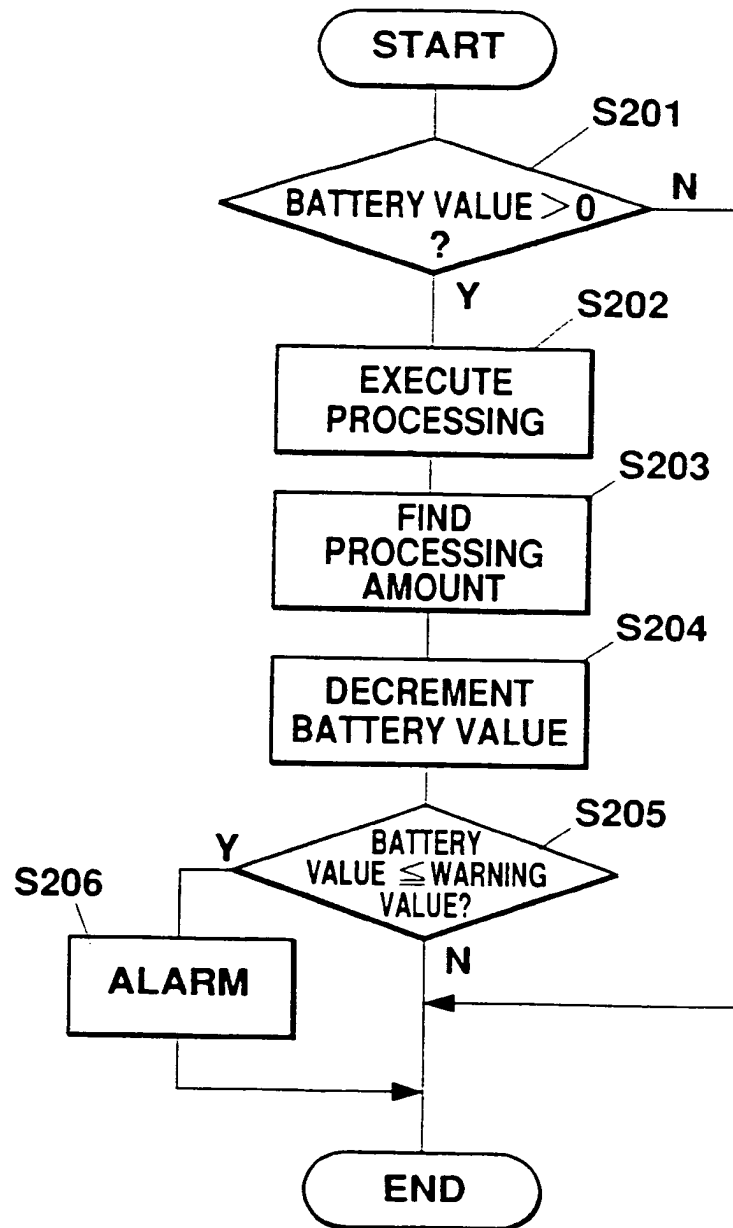 START
S201
BATTERY VALUE >0
?
N
Y
S202
EXECUTE
PROCESSING
S203
FIND
PROCESSING
AMOUNT
S204
DECREMENT
BATTERY VALUE
S205
BATTERY
VALUE ≦ WARNING
VALUE?
Y
S206
ALARM
N
END